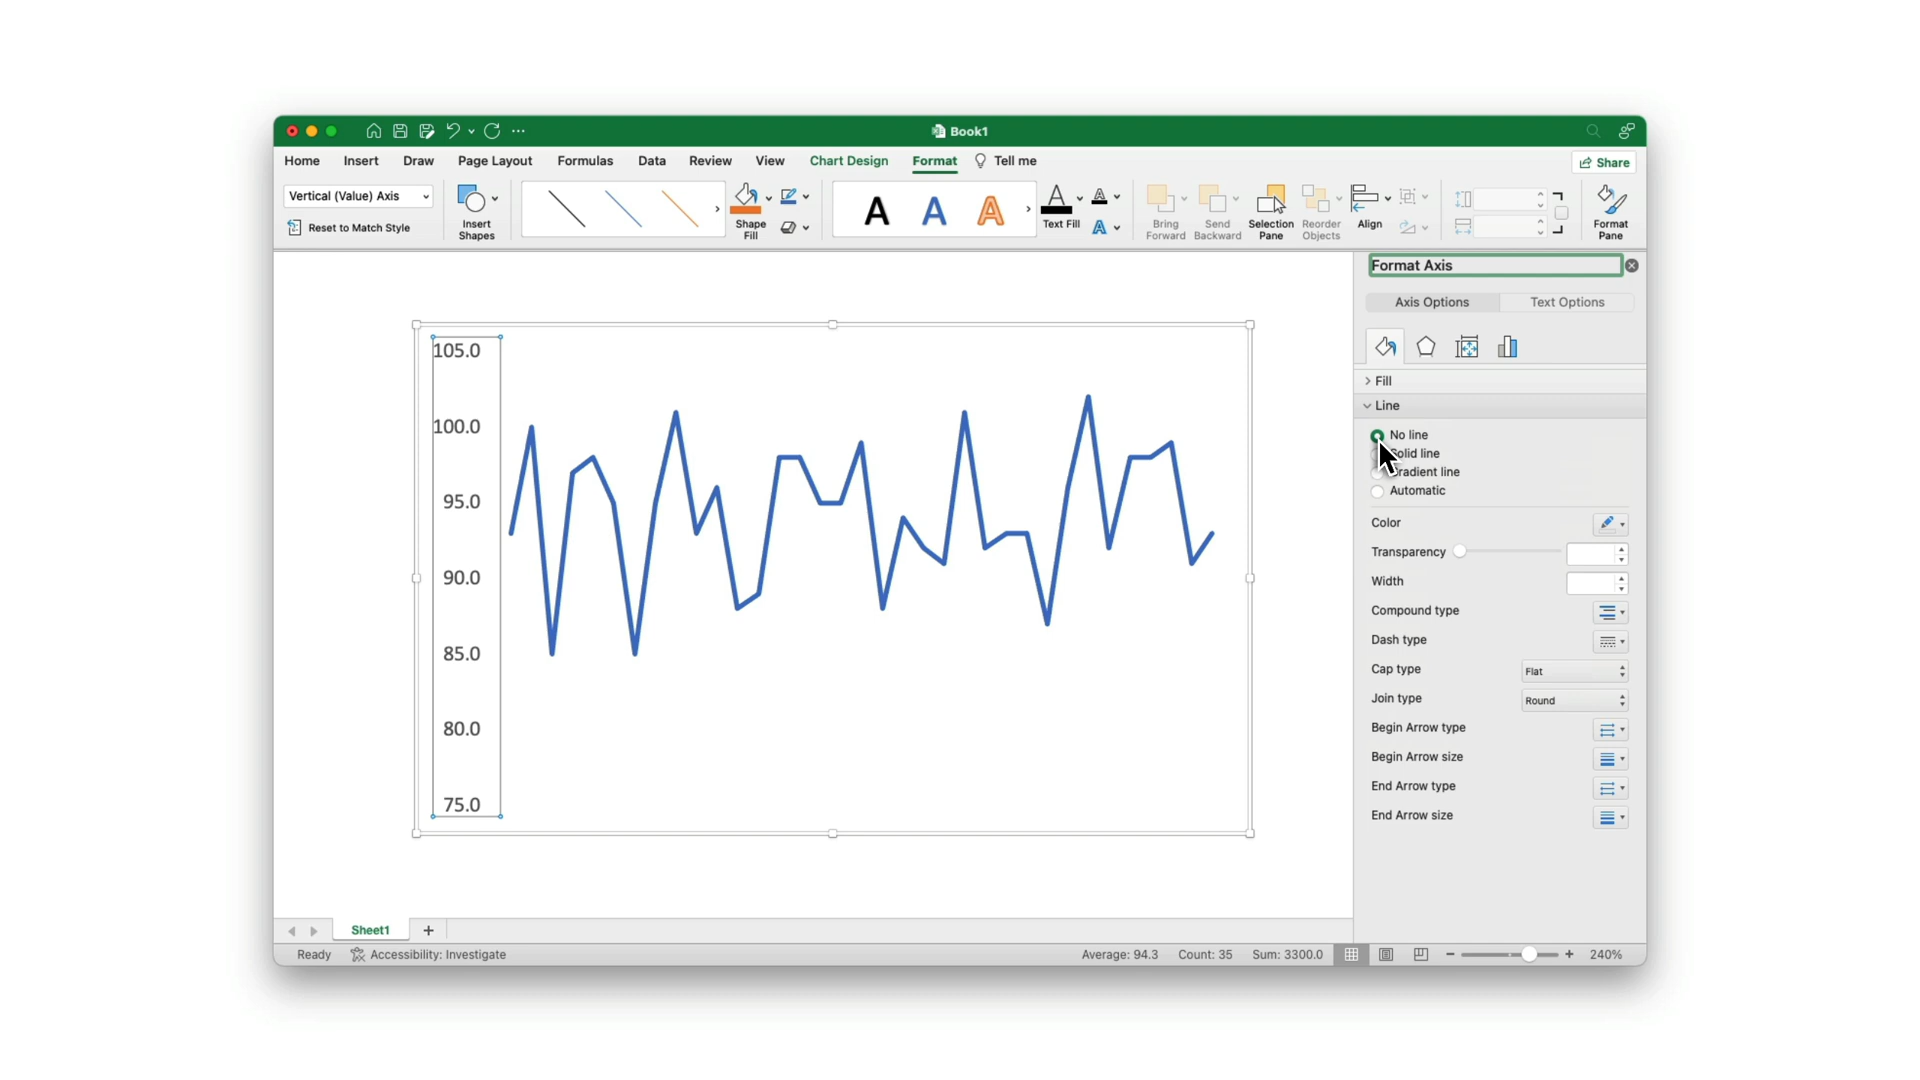 Book1
Home Insert Draw Page Layout Formulas Data Review View Chart Design Format Tell me Share
Vertical (Value) Axis
Reset to Match Style
Insert
Shapes
Shape
Fill
A A A
Text Fill
Bring
Forward
Send
Backward
Selection
Pane
Reorder
Objects
Align
Format
Pane
Format Axis
Axis Options Text Options
Fill
Line
No line
Solid line
Gradient line
Automatic
Color
Transparency
Width
Compound type
Dash type
Cap type Flat
Join type Round
Begin Arrow type
Begin Arrow size
End Arrow type
End Arrow size
105.0
100.0
95.0
90.0
85.0
80.0
75.0
Sheet1 +
Ready Accessibility: Investigate Average: 94.3 Count: 35 Sum: 3300.0 240%